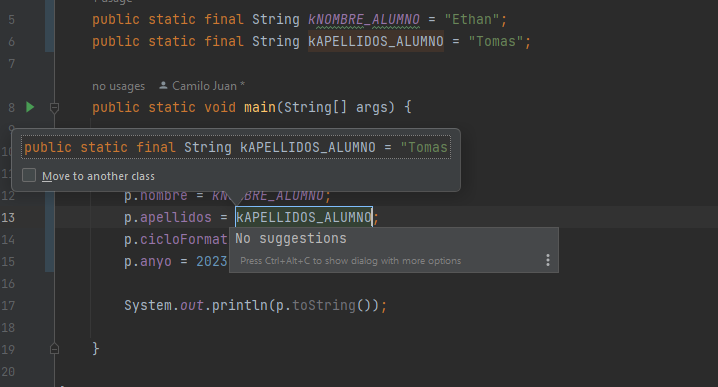 1 usage
5 public static final String kNOMBRE_ALUMNO = "Ethan";
6 public static final String kAPELLIDOS_ALUMNO = "Tomas";
7
no usages Camilo Juan *
8 public static void main(String[] args) {
9
10 public static final String kAPELLIDOS_ALUMNO = "Tomas
11 Move to another class
12 p.nombre = kNOMBRE_ALUMNO;
13 p.apellidos = kAPELLIDOS_ALUMNO;
14 p.cicloFormat No suggestions
15 p.anyo = 2023 Press Ctrl+Alt+C to show dialog with more options
16
17 System.out.println(p.toString());
18
19 }
20